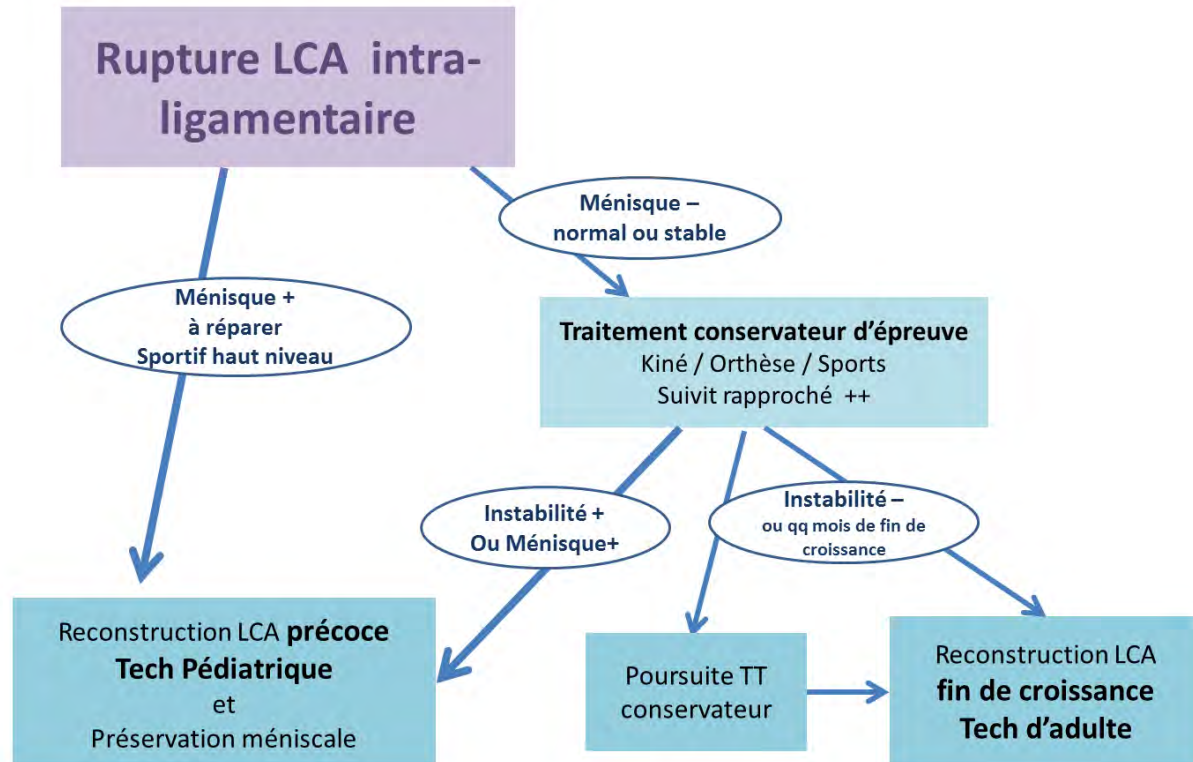 Rupture LCA intra-
ligamentaire
Ménisque –
normal ou stable
Ménisque +
à réparer
Sportif haut niveau
Traitement conservateur d'épreuve
Kiné / Orthèse / Sports
Suivit rapproché ++
Instabilité +
Ou Ménisque+
Instabilité –
ou qq mois de fin de
croissance
Reconstruction LCA précoce
Tech Pédiatrique
et
Préservation méniscale
Poursuite TT
conservateur
Reconstruction LCA
fin de croissance
Tech d'adulte